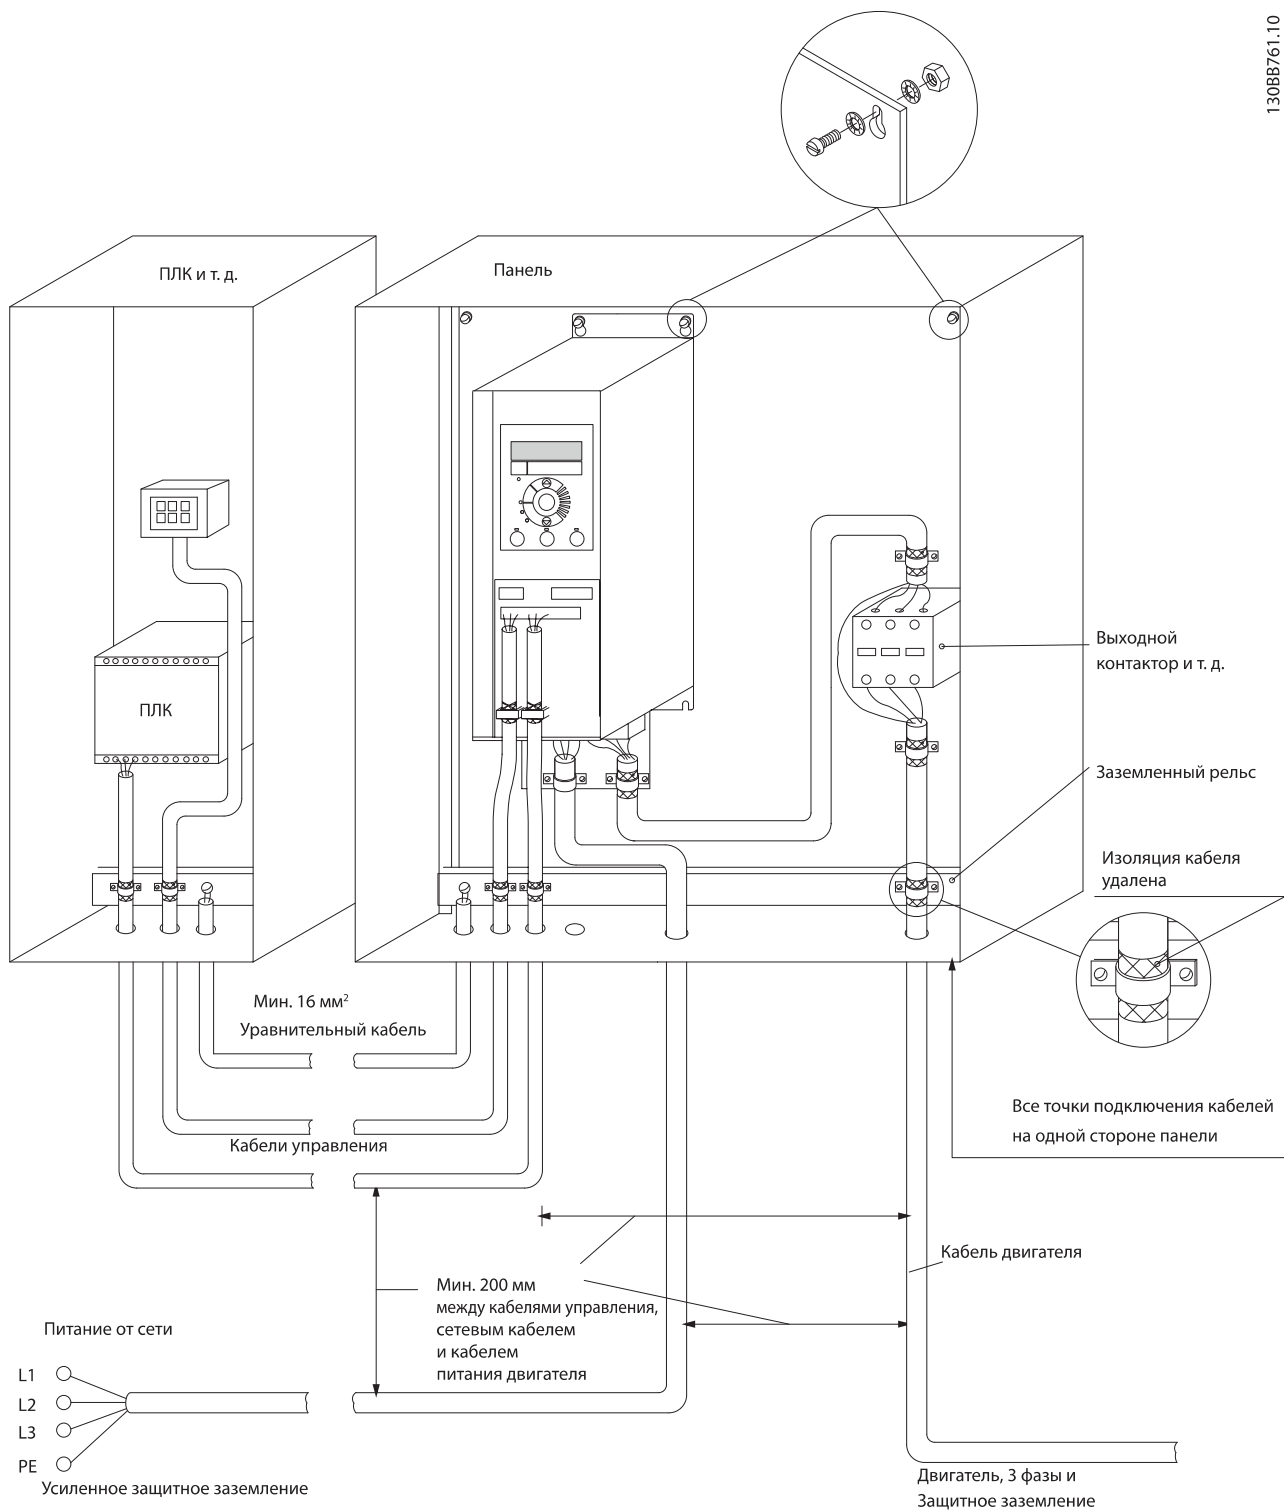 130BB761.10
ПЛК и т. д.
Панель
ПЛК
Выходной
контактор и т. д.
Заземленный рельс
Изоляция кабеля
удалена
Мин. 16 мм²
Уравнительный кабель
Все точки подключения кабелей
на одной стороне панели
Кабели управления
Кабель двигателя
Мин. 200 мм
между кабелями управления,
сетевым кабелем
и кабелем
питания двигателя
Питание от сети
L1
L2
L3
PE
Усиленное защитное заземление
Двигатель, 3 фазы и
Защитное заземление